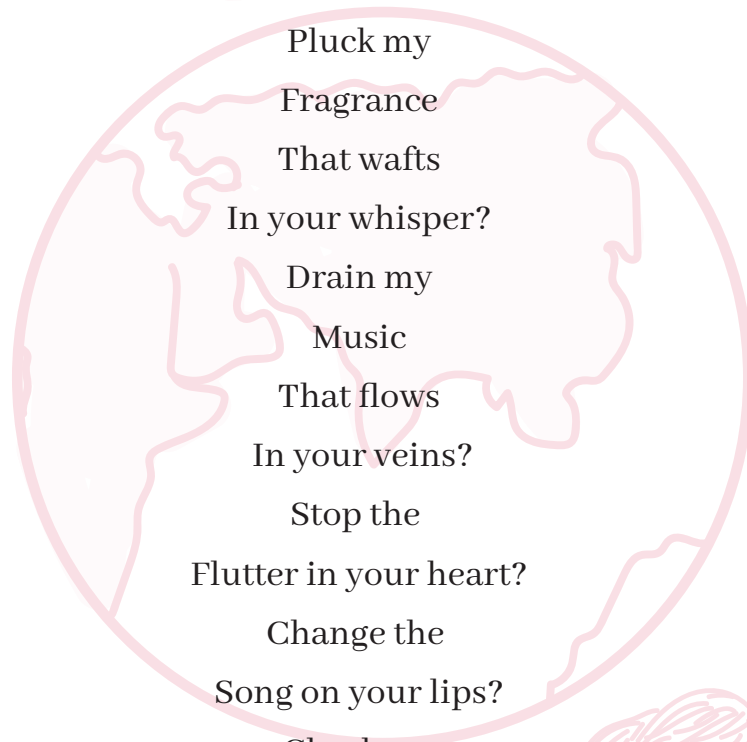 Pluck my
Fragrance
That wafts
In your whisper?
Drain my
Music
That flows
In your veins?
Stop the
Flutter in your heart?
Change the
Song on your lips?